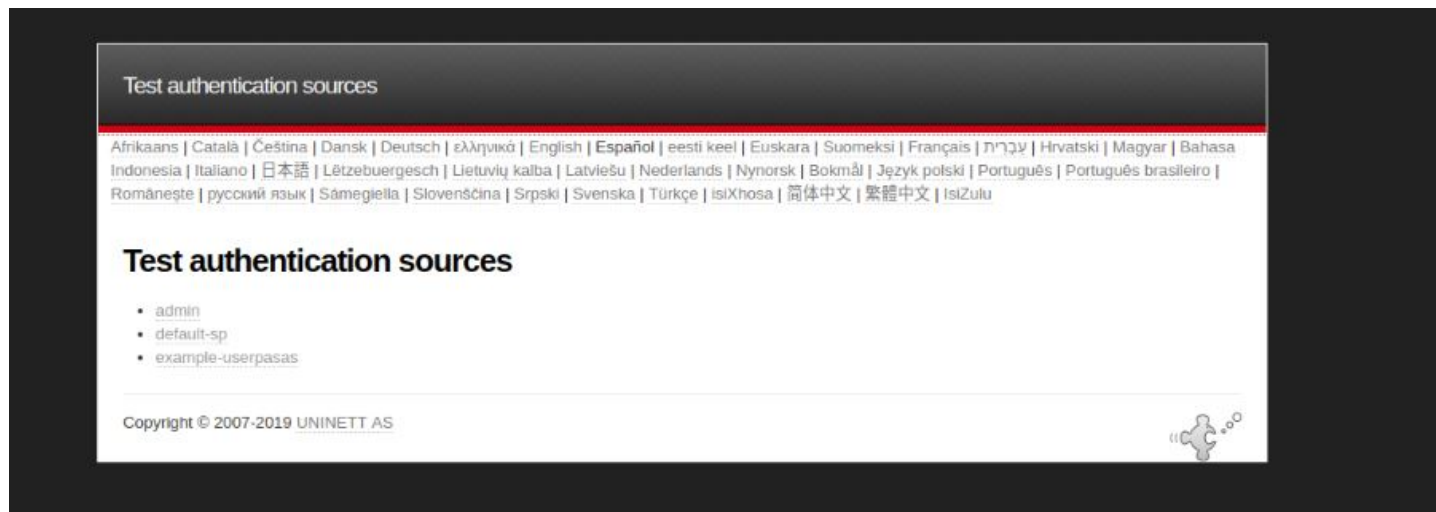 Test authentication sources
Afrikaans | Català | Čeština | Dansk | Deutsch | ελληνικά | English | Español | eesti keel | Euskara | Suomeksi | Français | עִבְרִית | Hrvatski | Magyar | Bahasa
Indonesia | Italiano | 日本語 | Lëtzebuergesch | Lietuvių kalba | Latviešu | Nederlands | Nynorsk | Bokmål | Język polski | Português | Português brasileiro |
Românește | русский язык | Sámegiella | Slovenščina | Srpski | Svenska | Türkçe | isiXhosa | 简体中文 | 繁體中文 | IsiZulu
Test authentication sources
• admin
• default-sp
• example-userpasas
Copyright © 2007-2019 UNINETT AS